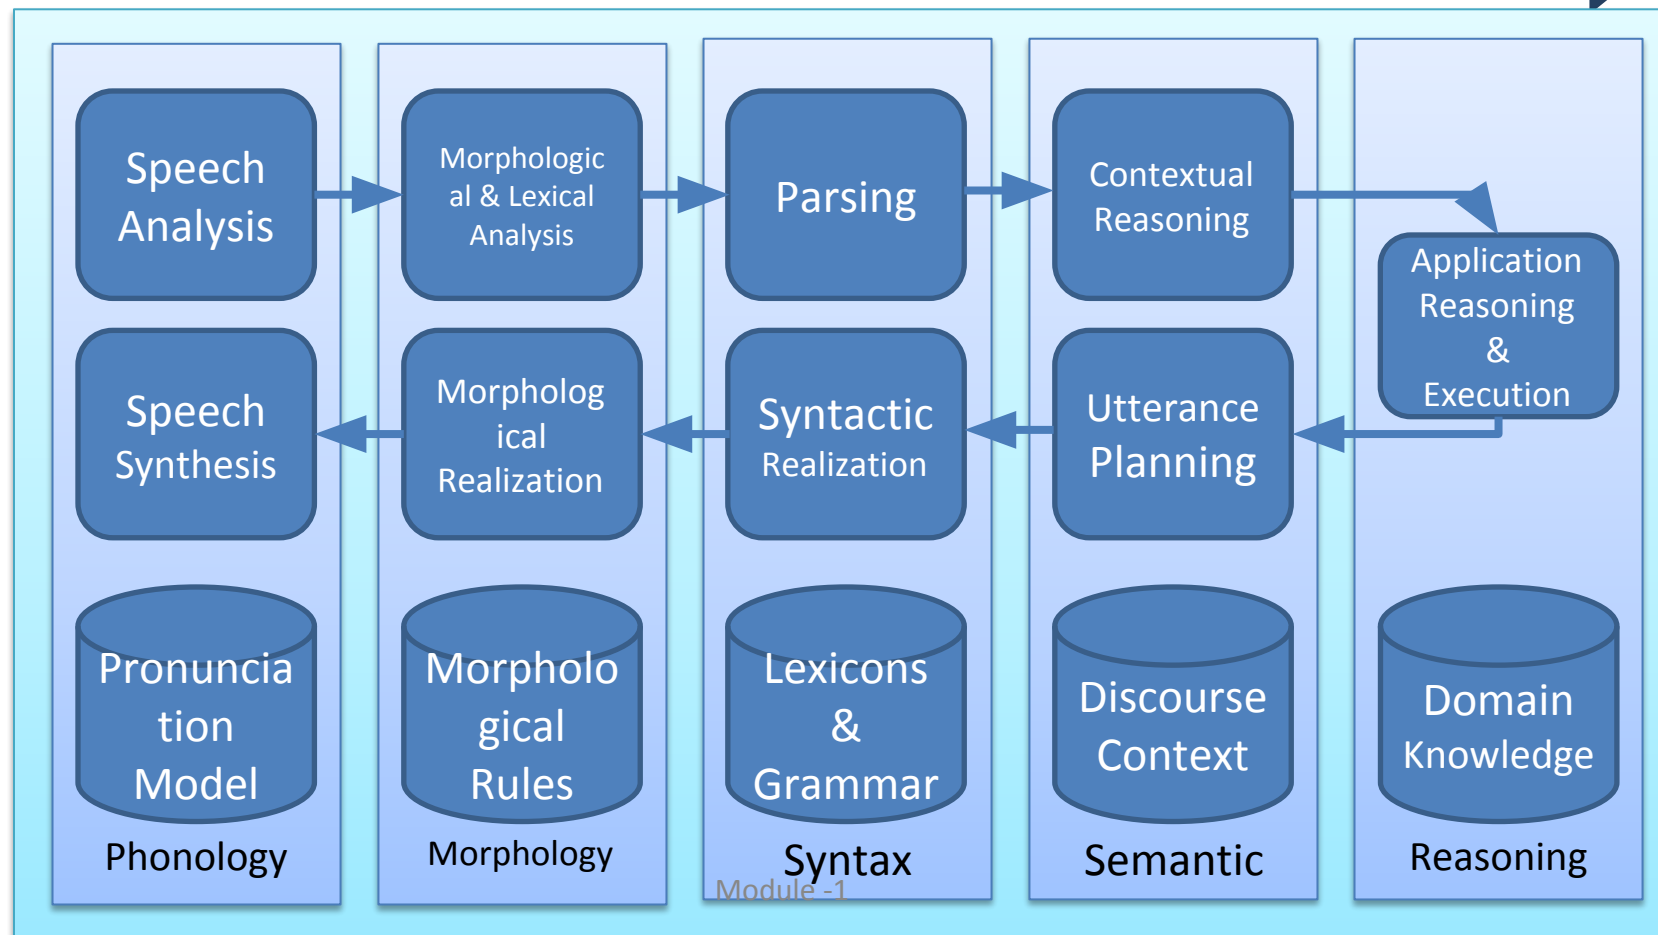 Speech
Analysis
Morphologic
al & Lexical
Analysis
Parsing
Contextual
Reasoning
Application
Reasoning
&
Execution
Speech
Synthesis
Morpholog
ical
Realization
Syntactic
Realization
Utterance
Planning
Pronuncia
tion
Model
Morpholo
gical
Rules
Lexicons
&
Grammar
Discourse
Context
Domain
Knowledge
Phonology
Morphology
Syntax
Semantic
Reasoning
Module -1